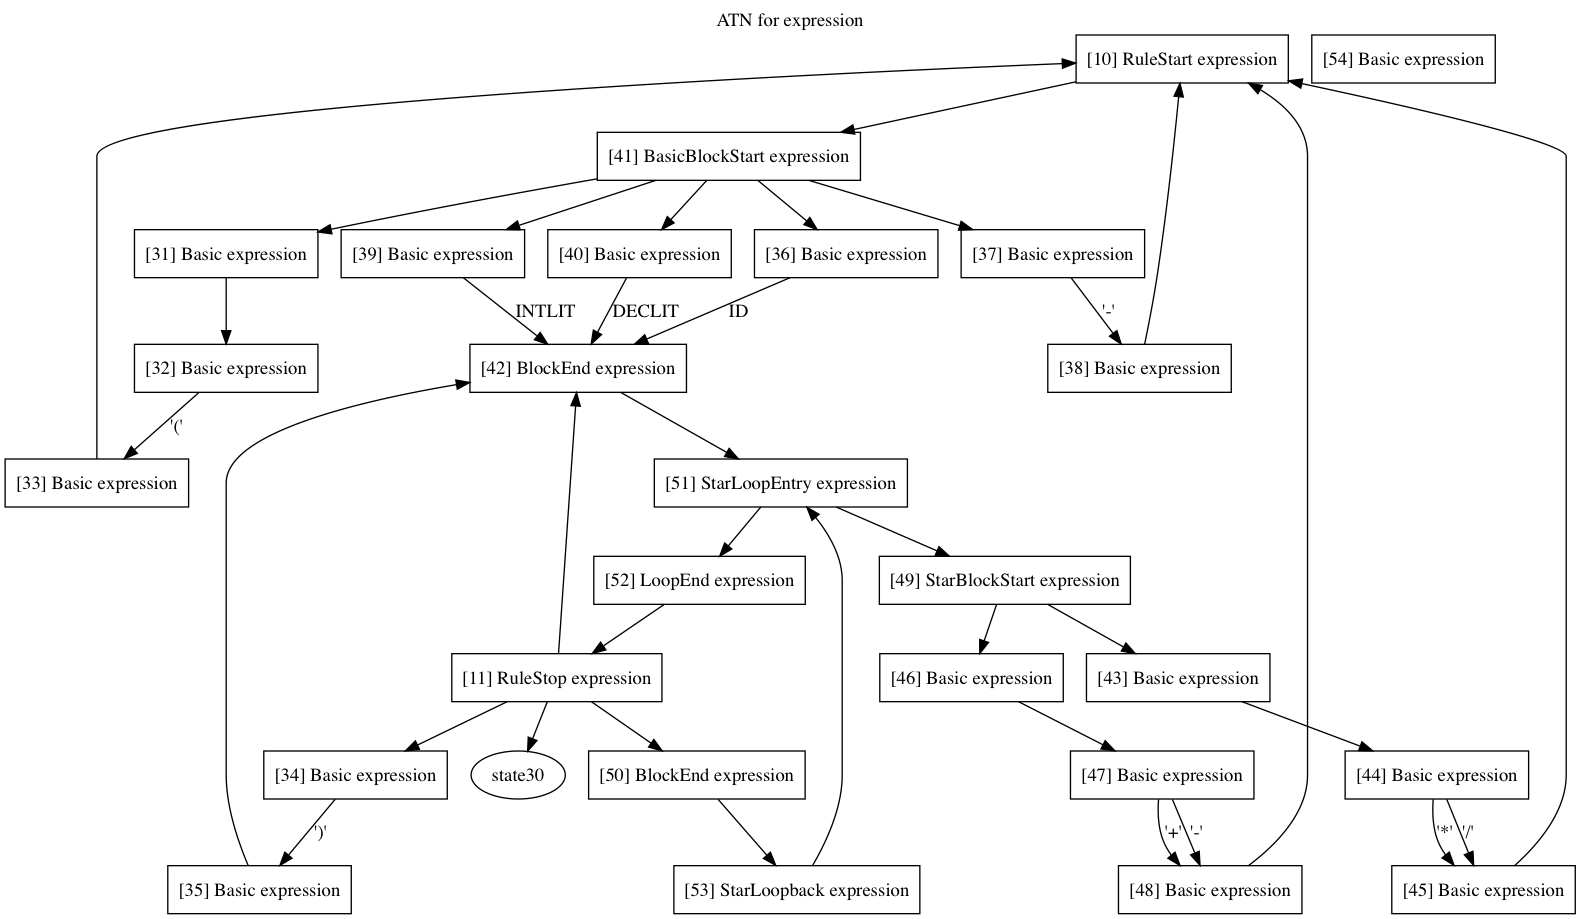 ATN for expression
[10] RuleStart expression
[54] Basic expression
[41] BasicBlockStart expression
[31] Basic expression
[39] Basic expression
[40] Basic expression
[36] Basic expression
[37] Basic expression
INTLIT
DECLIT
ID
'-'
[32] Basic expression
[42] BlockEnd expression
[38] Basic expression
'('
[33] Basic expression
[51] StarLoopEntry expression
[52] LoopEnd expression
[49] StarBlockStart expression
[11] RuleStop expression
[46] Basic expression
[43] Basic expression
[34] Basic expression
state30
[50] BlockEnd expression
[47] Basic expression
[44] Basic expression
')'
'+'
'-'
'*'
'/'
[35] Basic expression
[53] StarLoopback expression
[48] Basic expression
[45] Basic expression